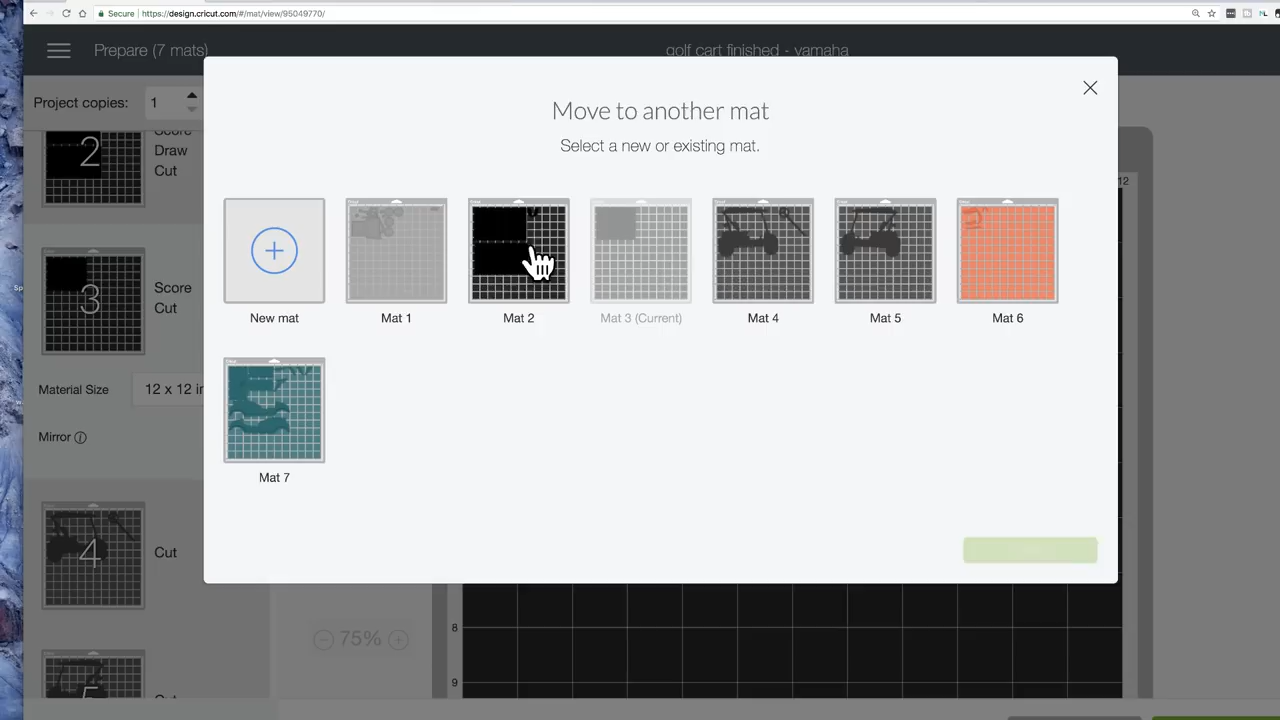 Secure | https://design.cricut.com/#/mat/view/95049770/
Prepare (7 mats)
golf cart finished - yamaha
Project copies: 1
Move to another mat
Select a new or existing mat.
2
Score
Draw
Cut
3
Score
Cut
Material Size
12 x 12 in
Mirror
4
Cut
5
Cut
New mat
Mat 1
Mat 2
Mat 3 (Current)
Mat 4
Mat 5
Mat 6
Mat 7
75%
12
8
9